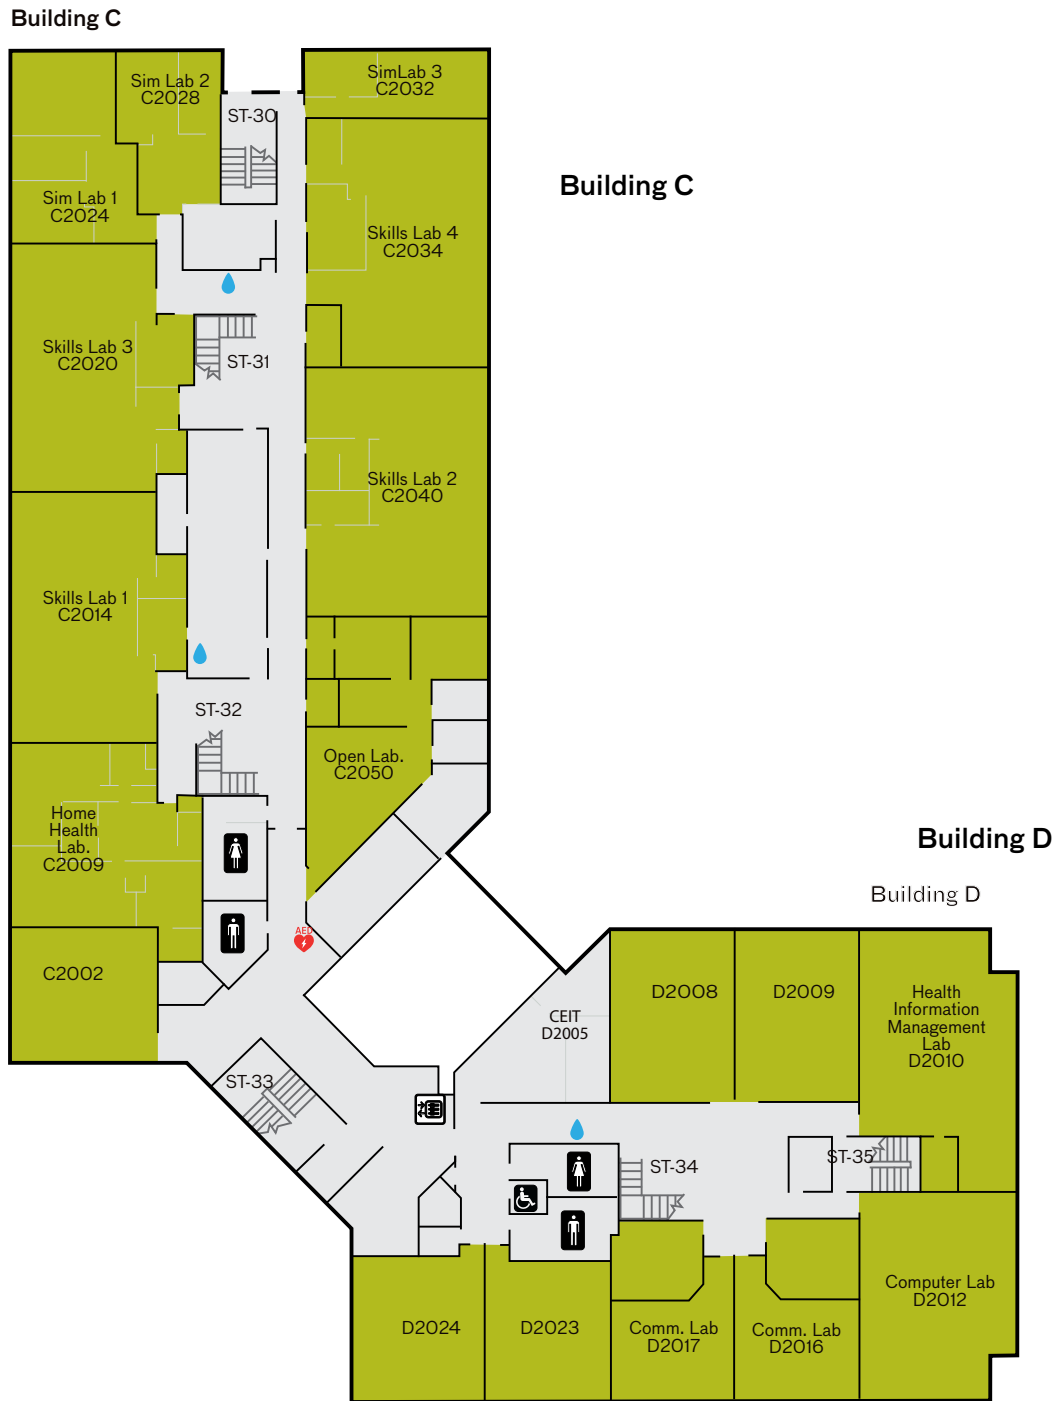 Building C
Sim Lab 2
C2028
SimLab 3
C2032
ST-30
Building C
Sim Lab 1
C2024
Skills Lab 4
C2034
Skills Lab 3
C2020
ST-31
Skills Lab 2
C2040
Skills Lab 1
C2014
ST-32
Open Lab.
C2050
Home
Health
Lab.
C2009
Building D
Building D
AED
C2002
D2008
D2009
Health
Information
Management
Lab
D2010
CEIT
D2005
ST-33
ST-34
ST-35
Computer Lab
D2012
D2024
D2023
Comm. Lab
D2017
Comm. Lab
D2016